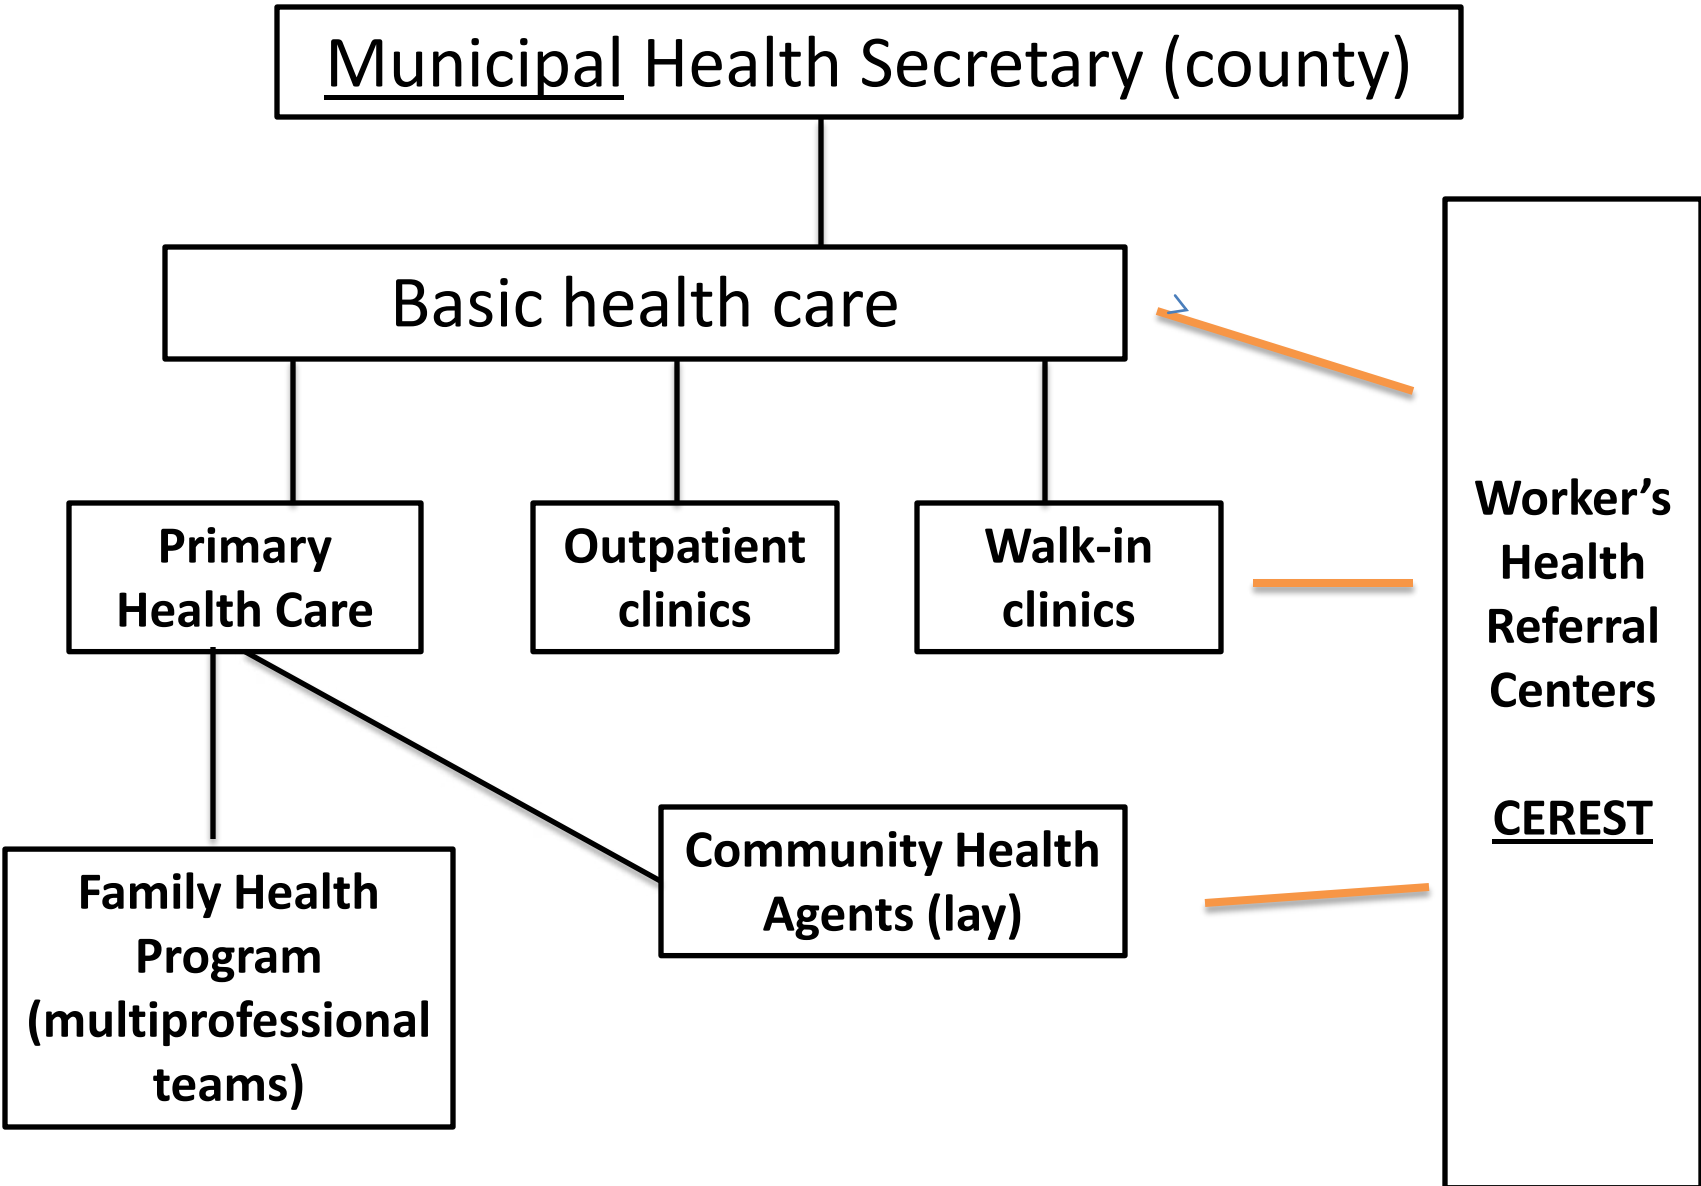 Municipal Health Secretary (county)
Basic health care
Primary
Health Care
Outpatient
clinics
Walk-in
clinics
Family Health
Program
(multiprofessional
teams)
Community Health
Agents (lay)
Worker’s
Health
Referral
Centers
CEREST